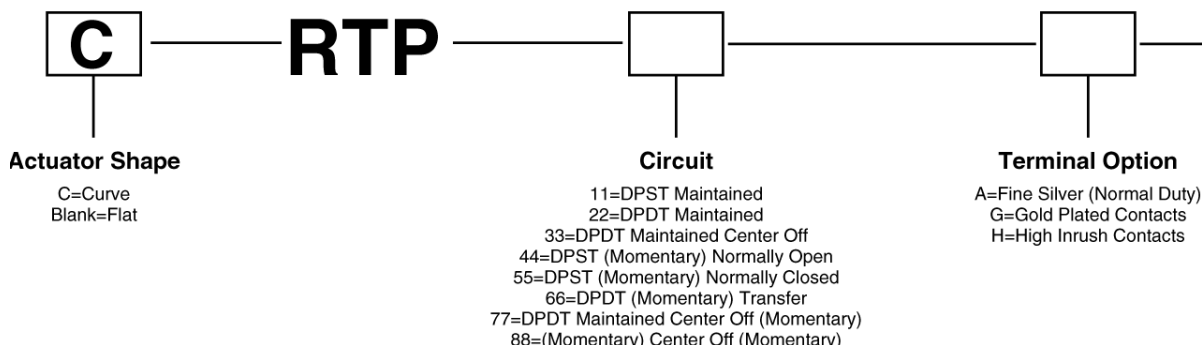 C RTP
Actuator Shape
C=Curve
Blank=Flat
Circuit
11=DPST Maintained
22=DPDT Maintained
33=DPDT Maintained Center Off
44=DPST (Momentary) Normally Open
55=DPST (Momentary) Normally Closed
66=DPDT (Momentary) Transfer
77=DPDT Maintained Center Off (Momentary)
88=(Momentary) Center Off (Momentary)
Terminal Option
A=Fine Silver (Normal Duty)
G=Gold Plated Contacts
H=High Inrush Contacts